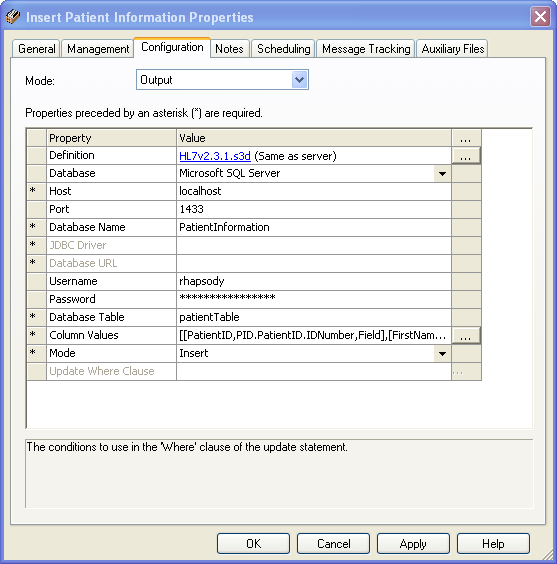 Insert Patient Information Properties
General Management Configuration Notes Scheduling Message Tracking Auxiliary Files
Mode: Output
Properties preceded by an asterisk (*) are required.
Property Value ...
Definition HL7v2.3.1.s3d (Same as server) ...
Database Microsoft SQL Server
* Host localhost
Port 1433
* Database Name PatientInformation
* JDBC Driver
* Database URL
Username rhapsody
Password ****************
* Database Table patientTable
* Column Values [[PatientID,PID.PatientID.IDNumber,Field],[FirstNam... ...
* Mode Insert
Update Where Clause ...
The conditions to use in the 'Where' clause of the update statement.
OK Cancel Apply Help